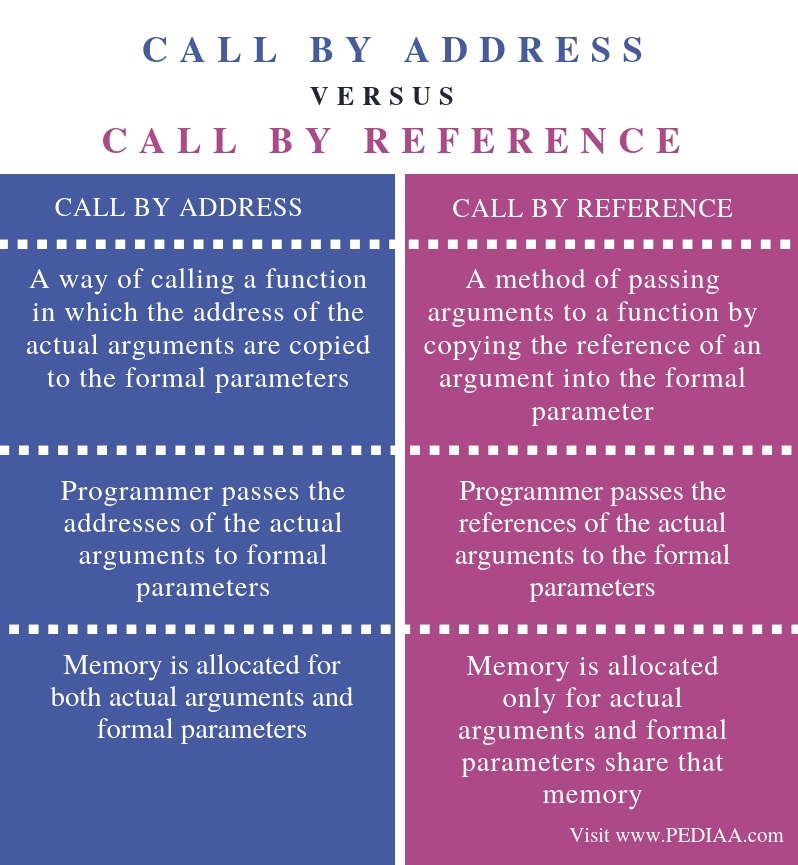 CALL BY ADDRESS
VERSUS
CALL BY REFERENCE
CALL BY ADDRESS
A way of calling a function
in which the address of the
actual arguments are copied
to the formal parameters
Programmer passes the
addresses of the actual
arguments to formal
parameters
Memory is allocated for
both actual arguments and
formal parameters
CALL BY REFERENCE
A method of passing
arguments to a function by
copying the reference of an
argument into the formal
parameter
Programmer passes the
references of the actual
arguments to the formal
parameters
Memory is allocated
only for actual
arguments and formal
parameters share that
memory
Visit www.PEDIAA.com